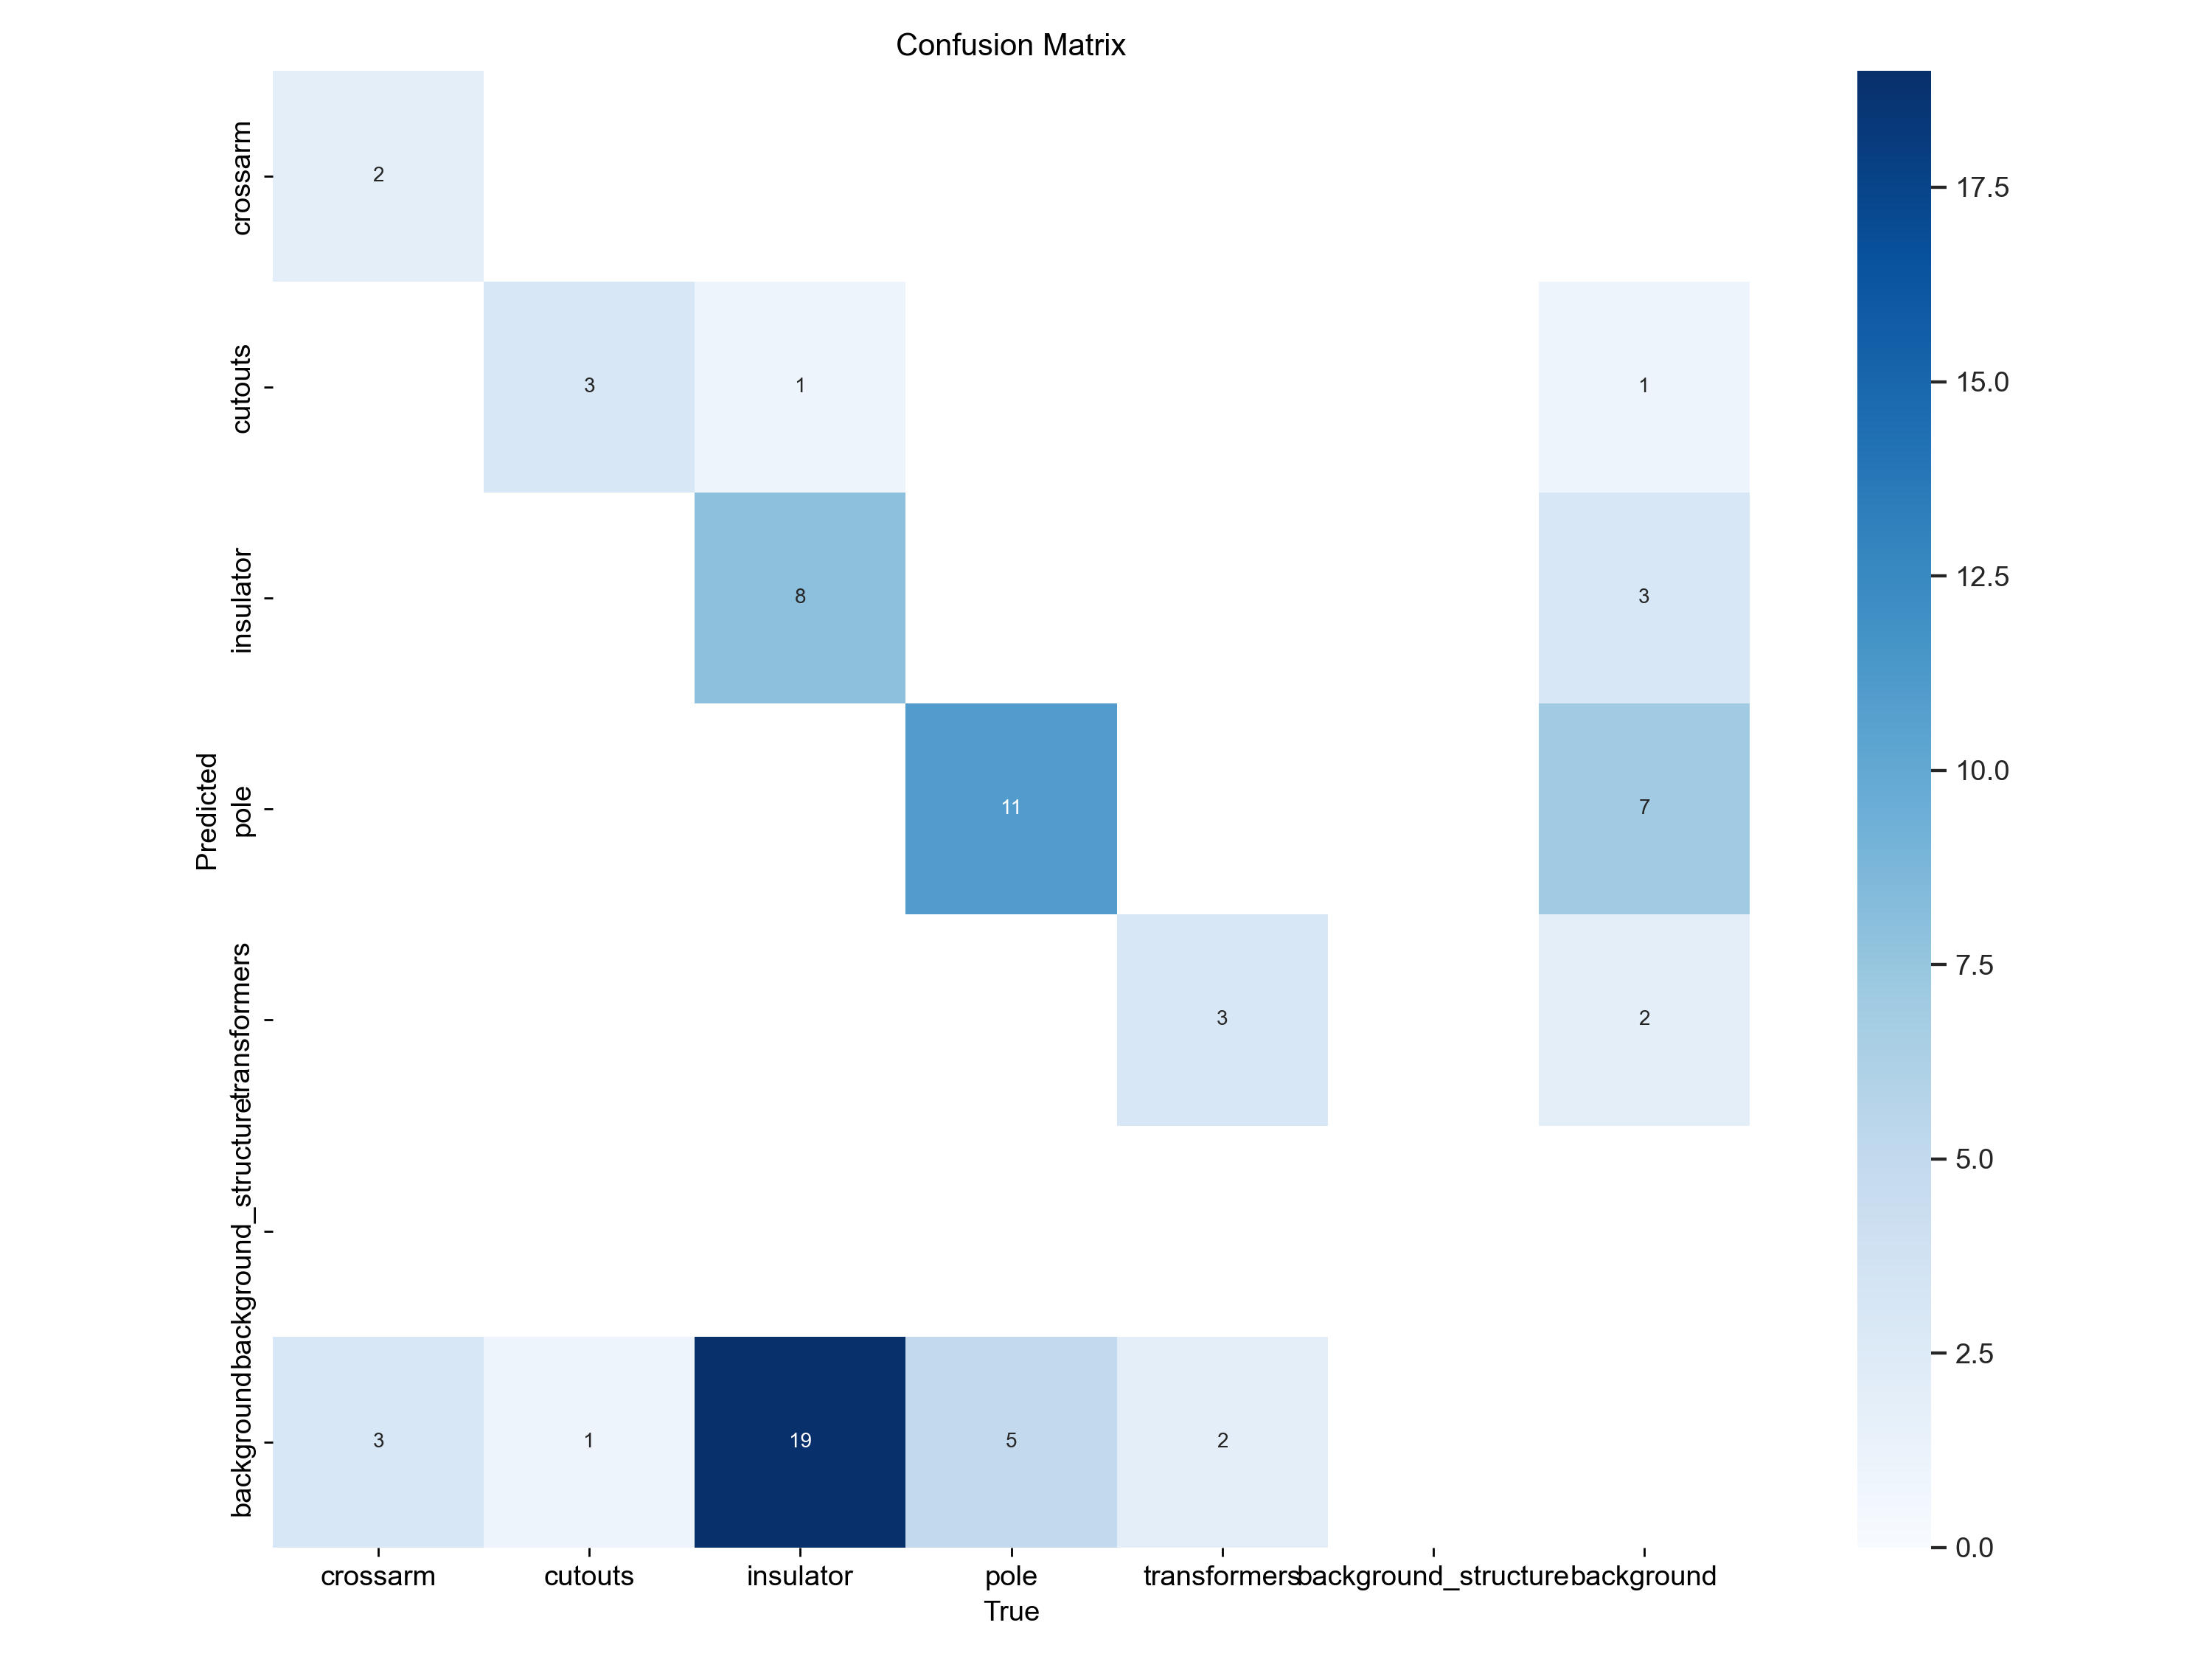 Confusion Matrix
crossarm
2
cutouts
3 1 1
insulator
8 3
pole
11 7
transformers
3 2
background_structure
background
3 1 19 5 2
Predicted
crossarm cutouts insulator pole transformers background_structure background
True
17.5
15.0
12.5
10.0
7.5
5.0
2.5
0.0